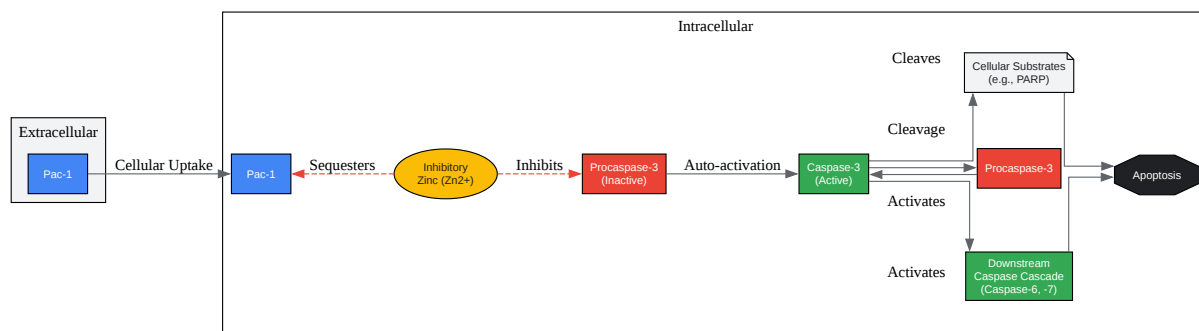 Intracellular
Cleaves
Cellular Substrates
(e.g., PARP)
Extracellular
Pac-1
Cellular Uptake
Pac-1
Sequesters
Inhibitory
Zinc (Zn2+)
Inhibits
Procaspase-3
(Inactive)
Auto-activation
Caspase-3
(Active)
Cleavage
Procaspase-3
Activates
Apoptosis
Activates
Downstream
Caspase Cascade
(Caspase-6, -7)